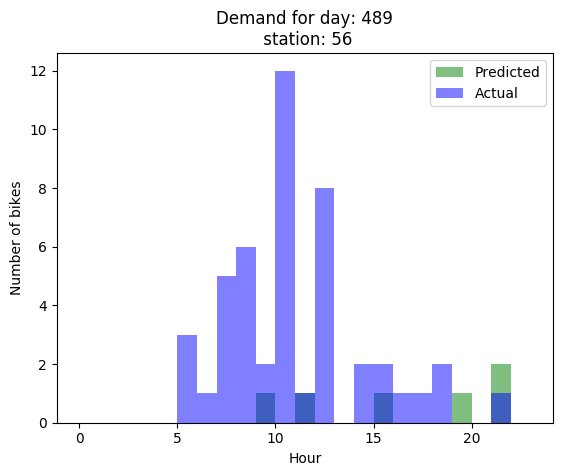 Demand for day: 489
station: 56
Predicted
Actual
Number of bikes
12
10
8
6
4
2
0
0 5 10 15 20
Hour